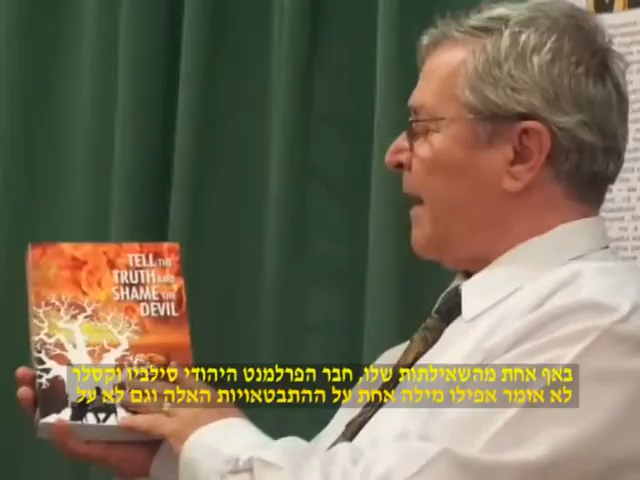 TELL THE
TRUTH AND
SHAME THE
DEVIL
באף אחת מהשאילתות שלו, חבר הפרלמנט היהודי סילביו וקסלר
לא אומר אפילו מילה אחת על ההתבטאויות האלה וגם לא על